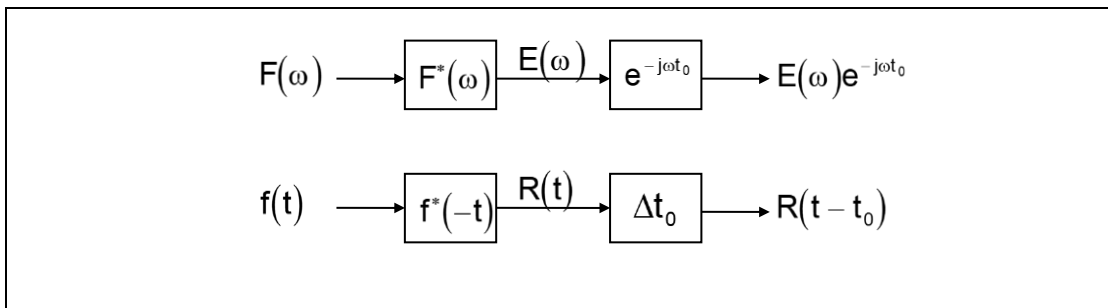 F(ω) F*(ω) E(ω) e^{-jωt₀} E(ω)e^{-jωt₀}
f(t) f*(-t) R(t) Δt₀ R(t - t₀)